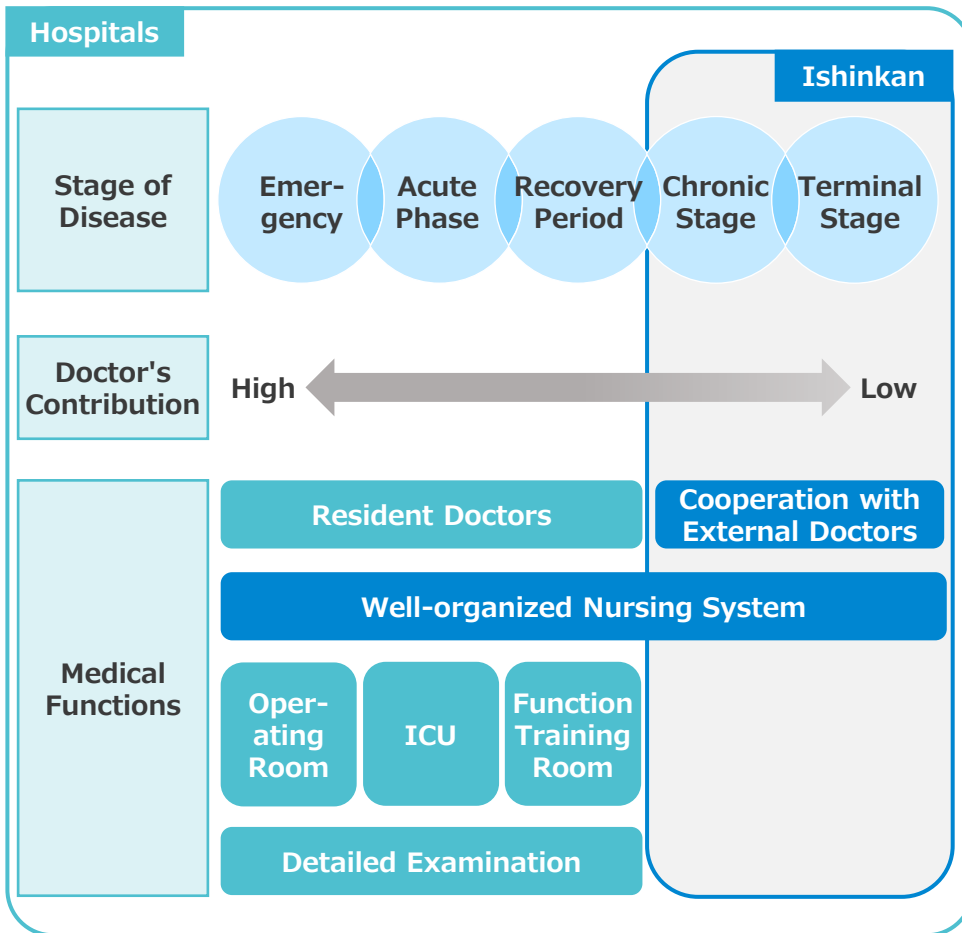 Hospitals
Ishinkan
Stage of
Disease
Emer-
gency
Acute
Phase
Recovery
Period
Chronic
Stage
Terminal
Stage
Doctor's
Contribution
High
Low
Medical
Functions
Resident Doctors
Cooperation with
External Doctors
Well-organized Nursing System
Oper-
ating
Room
ICU
Function
Training
Room
Detailed Examination